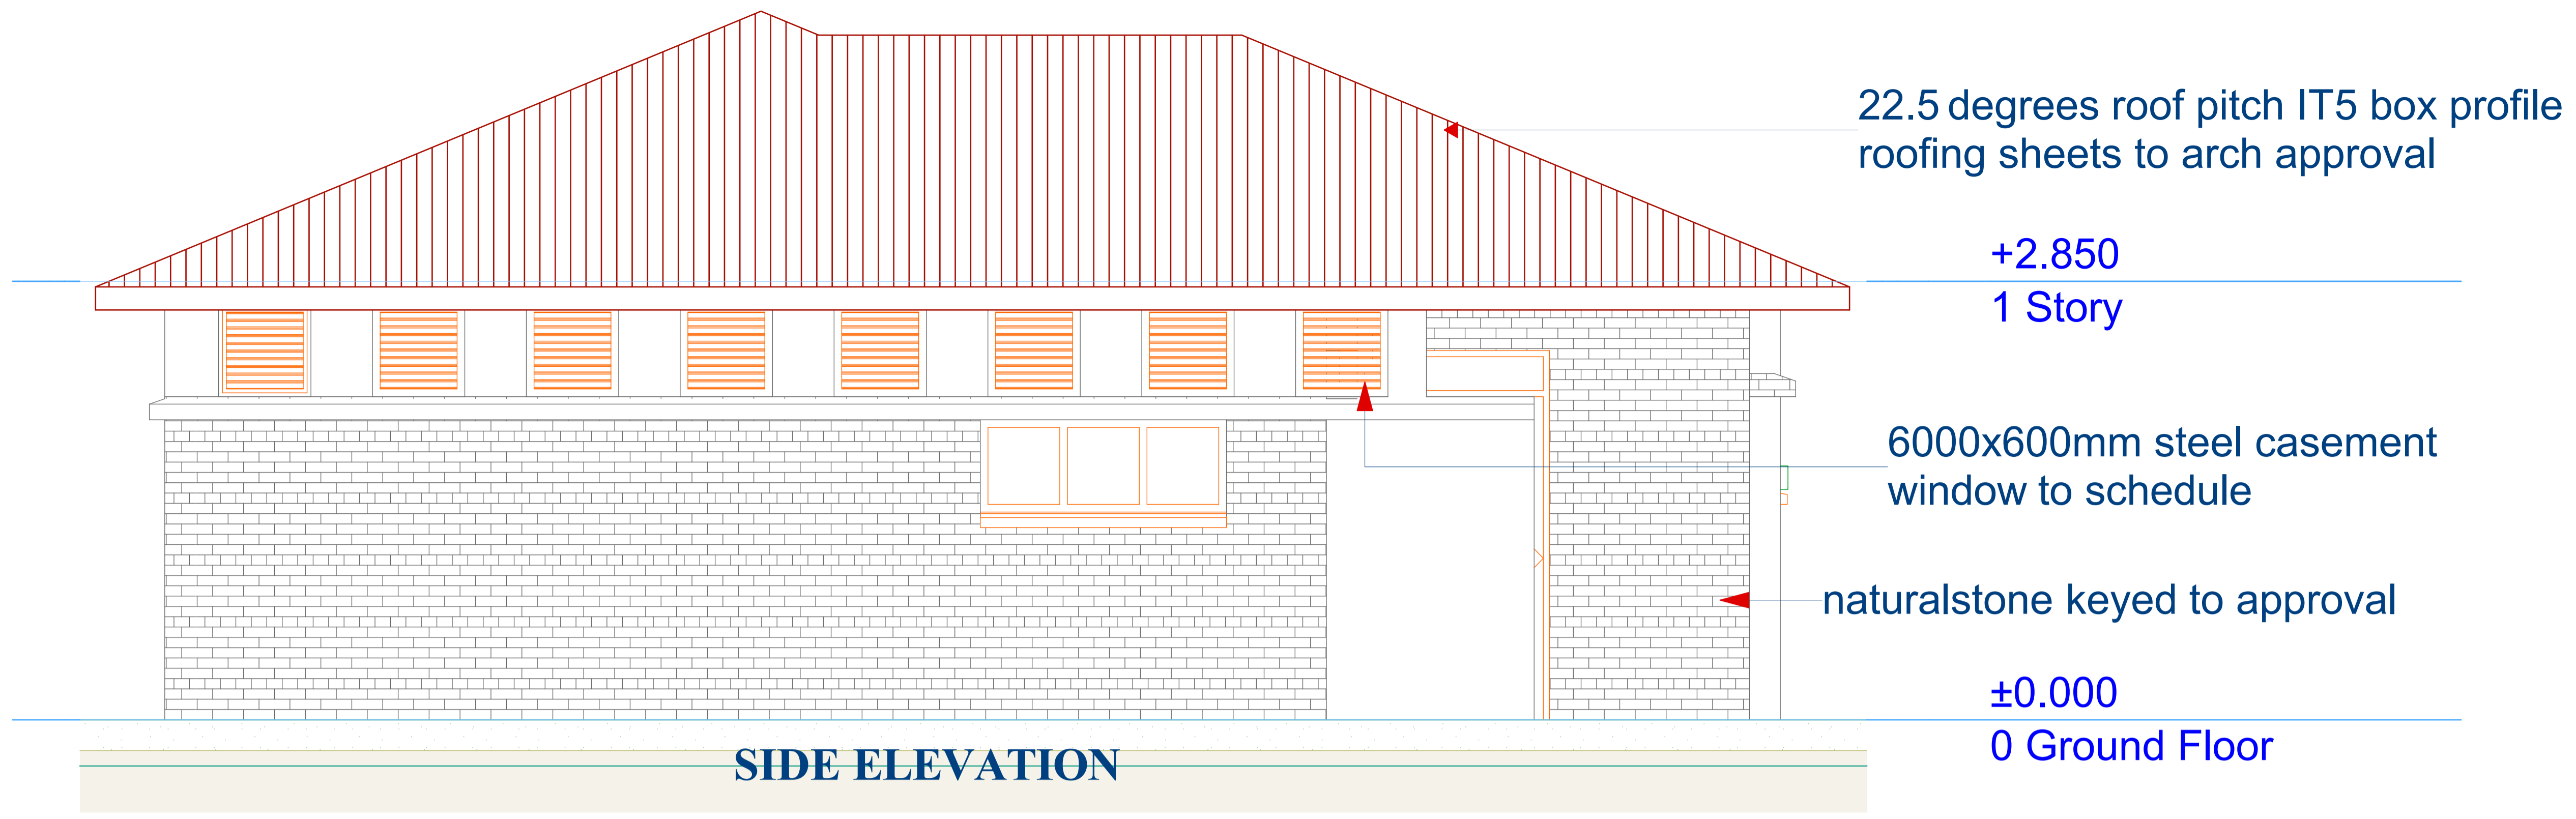 22.5 degrees roof pitch IT5 box profile
roofing sheets to arch approval
+2.850
1 Story
6000x600mm steel casement
window to schedule
naturalstone keyed to approval
±0.000
0 Ground Floor
SIDE ELEVATION